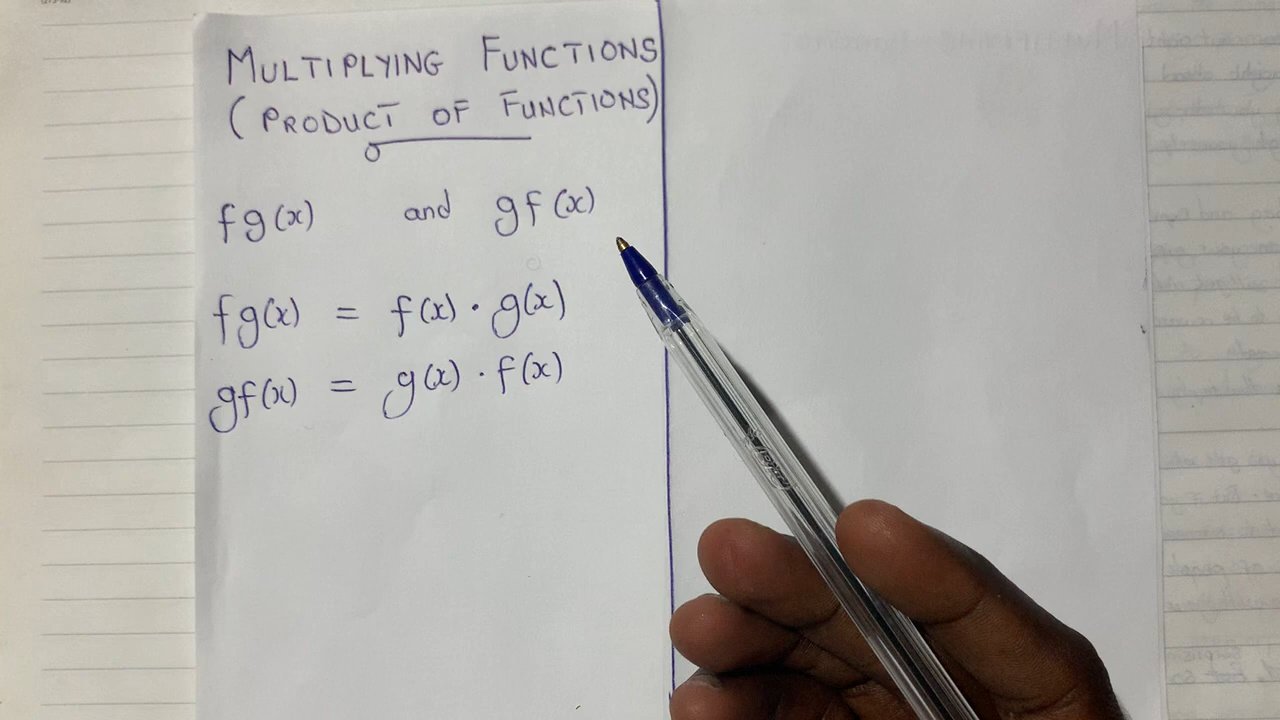 MULTIPLYING FUNCTIONS
(PRODUCT OF FUNCTIONS)
fg(x) and gf(x)
fg(x) = f(x) · g(x)
gf(x) = g(x) · f(x)